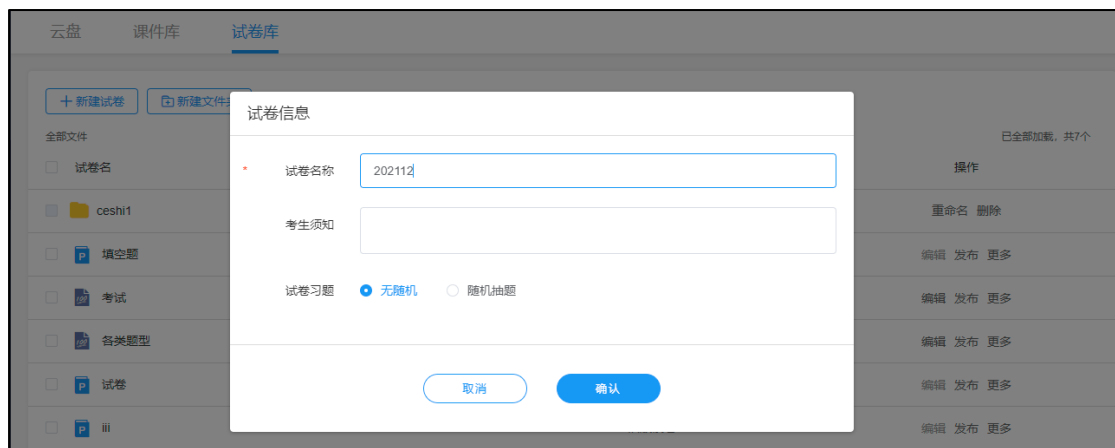 云盘 课件库 试卷库
+ 新建试卷 新建文件
试卷信息
全部文件 已全部加载，共7个
试卷名 操作
* 试卷名称 202112
ceshi1 重命名 删除
考生须知
填空题 编辑 发布 更多
试卷习题 无随机 随机抽题
考试 编辑 发布 更多
各类题型 编辑 发布 更多
试卷 编辑 发布 更多
取消 确认
iii 编辑 发布 更多